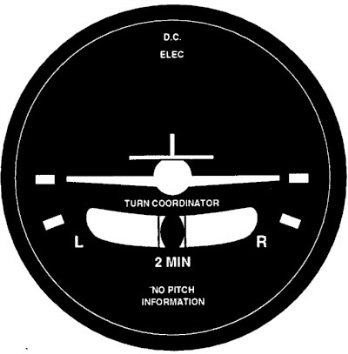 D.C.
ELEC
TURN COORDINATOR
L R
2 MIN
NO PITCH
INFORMATION